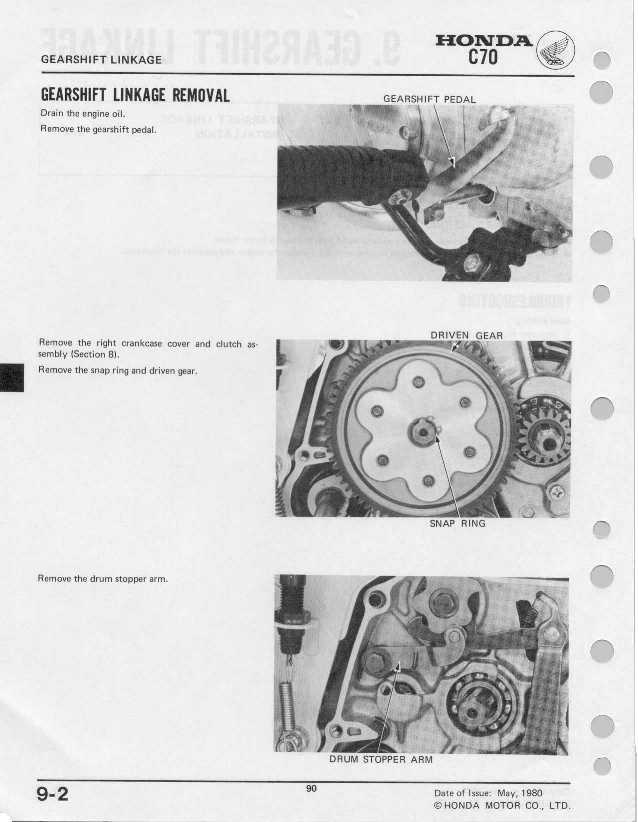 HONDA
C70
GEARSHIFT LINKAGE
GEARSHIFT LINKAGE REMOVAL
Drain the engine oil.
Remove the gearshift pedal.
GEARSHIFT PEDAL
Remove the right crankcase cover and clutch as-
sembly (Section 8).
Remove the snap ring and driven gear.
DRIVEN GEAR
SNAP RING
Remove the drum stopper arm.
DRUM STOPPER ARM
9-2
90
Date of Issue: May, 1980
© HONDA MOTOR CO., LTD.